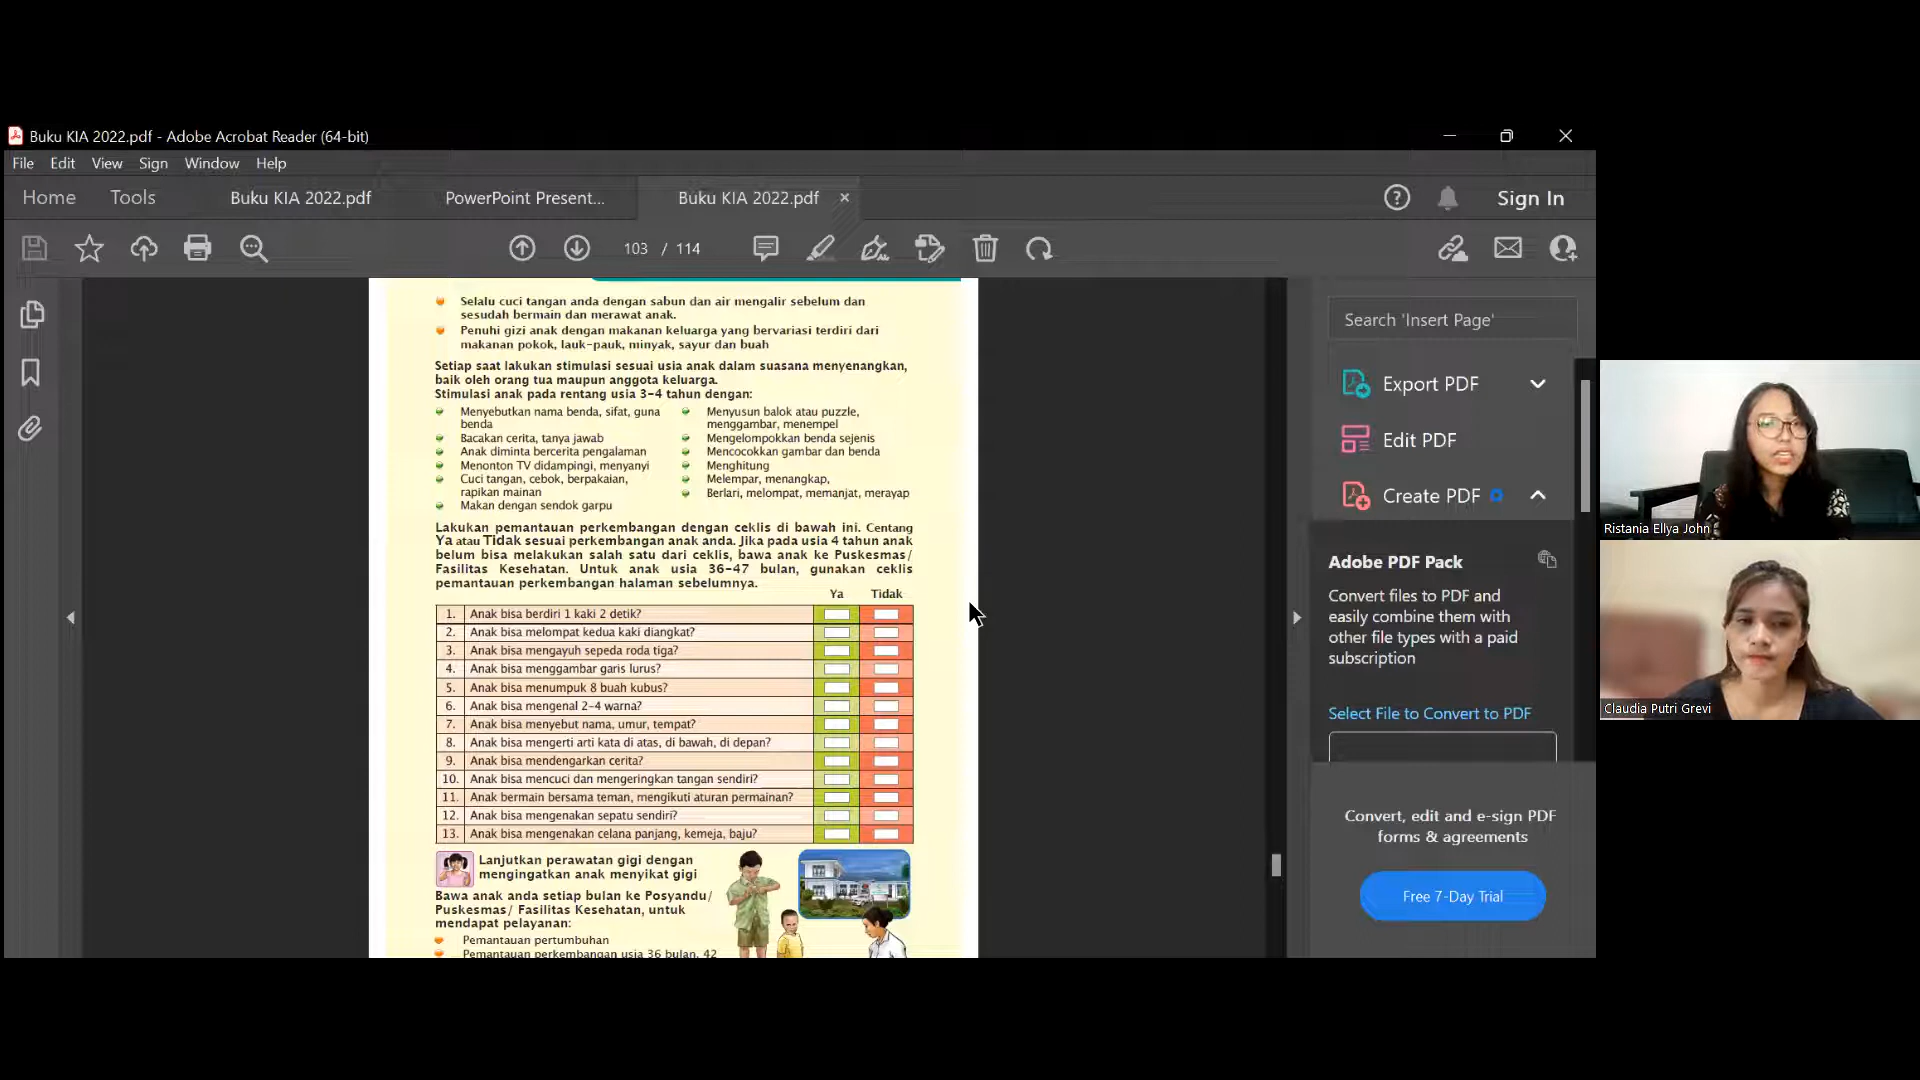 Buku KIA 2022.pdf - Adobe Acrobat Reader (64-bit)
File Edit View Sign Window Help
Home Tools Buku KIA 2022.pdf PowerPoint Present... Buku KIA 2022.pdf × Sign In
103 / 114
Selalu cuci tangan anda dengan sabun dan air mengalir sebelum dan
sesudah bermain dan merawat anak.
Penuhi gizi anak dengan makanan keluarga yang bervariasi terdiri dari
makanan pokok, lauk-pauk, minyak, sayur dan buah
Setiap saat lakukan stimulasi sesuai usia anak dalam suasana menyenangkan,
baik oleh orang tua maupun anggota keluarga.
Stimulasi anak pada rentang usia 3-4 tahun dengan:
Menyebutkan nama benda, sifat, guna
benda
Bacakan cerita, tanya jawab
Anak diminta bercerita pengalaman
Menonton TV didampingi, menyanyi
Cuci tangan, cebok, berpakaian,
rapikan mainan
Makan dengan sendok garpu
Menyusun balok atau puzzle,
menggambar, menempel
Mengelompokkan benda sejenis
Mencocokkan gambar dan benda
Menghitung
Melempar, menangkap,
Berlari, melompat, memanjat, merayap
Lakukan pemantauan perkembangan dengan ceklis di bawah ini. Centang
Ya atau Tidak sesuai perkembangan anak anda. Jika pada usia 4 tahun anak
belum bisa melakukan salah satu dari ceklis, bawa anak ke Puskesmas/
Fasilitas Kesehatan. Untuk anak usia 36-47 bulan, gunakan ceklis
pemantauan perkembangan halaman sebelumnya.
Ya Tidak
1. Anak bisa berdiri 1 kaki 2 detik?
2. Anak bisa melompat kedua kaki diangkat?
3. Anak bisa mengayuh sepeda roda tiga?
4. Anak bisa menggambar garis lurus?
5. Anak bisa menumpuk 8 buah kubus?
6. Anak bisa mengenal 2-4 warna?
7. Anak bisa menyebut nama, umur, tempat?
8. Anak bisa mengerti arti kata di atas, di bawah, di depan?
9. Anak bisa mendengarkan cerita?
10. Anak bisa mencuci dan mengeringkan tangan sendiri?
11. Anak bermain bersama teman, mengikuti aturan permainan?
12. Anak bisa mengenakan sepatu sendiri?
13. Anak bisa mengenakan celana panjang, kemeja, baju?
Lanjutkan perawatan gigi dengan
mengingatkan anak menyikat gigi
Bawa anak anda setiap bulan ke Posyandu/
Puskesmas/ Fasilitas Kesehatan, untuk
mendapat pelayanan:
Pemantauan pertumbuhan
Pemantauan perkembangan usia 36 bulan, 42
Search 'Insert Page'
Export PDF
Edit PDF
Create PDF
Adobe PDF Pack
Convert files to PDF and
easily combine them with
other file types with a paid
subscription
Select File to Convert to PDF
Convert, edit and e-sign PDF
forms & agreements
Free 7-Day Trial
Ristania Ellya John
Claudia Putri Grevi